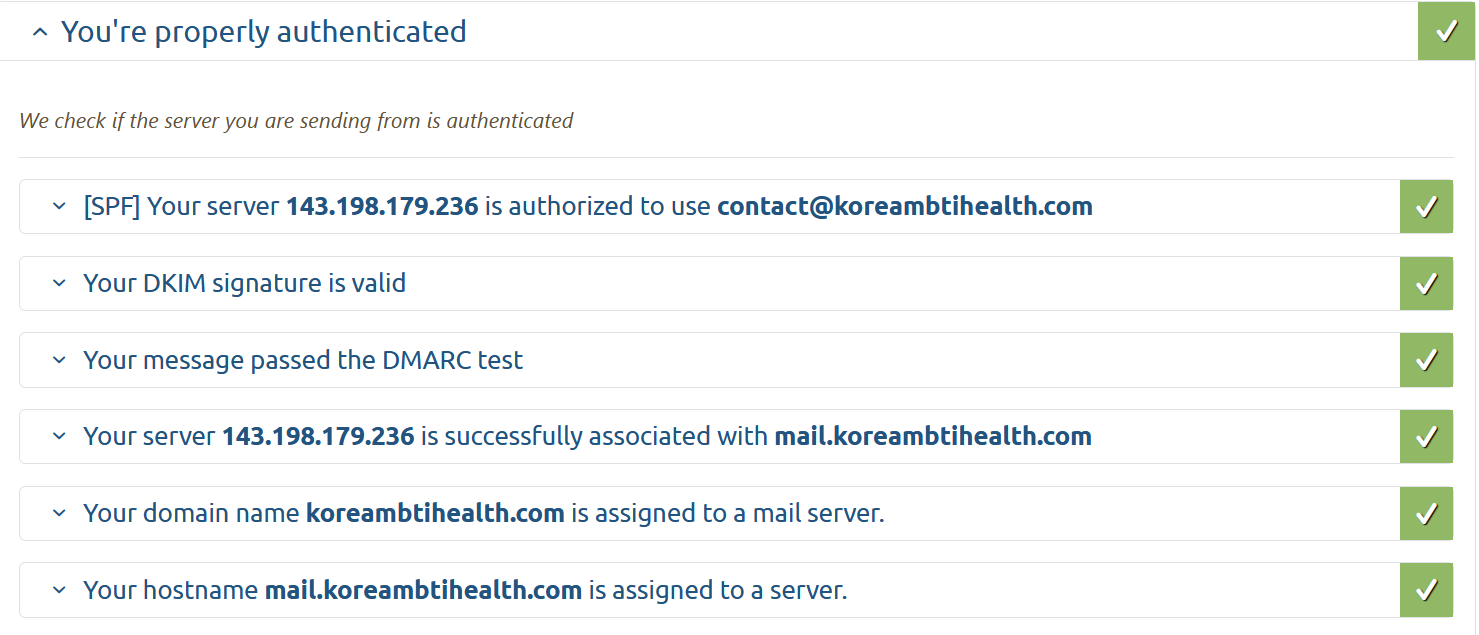 You're properly authenticated
We check if the server you are sending from is authenticated
[SPF] Your server 143.198.179.236 is authorized to use contact@koreambtihealth.com
Your DKIM signature is valid
Your message passed the DMARC test
Your server 143.198.179.236 is successfully associated with mail.koreambtihealth.com
Your domain name koreambtihealth.com is assigned to a mail server.
Your hostname mail.koreambtihealth.com is assigned to a server.